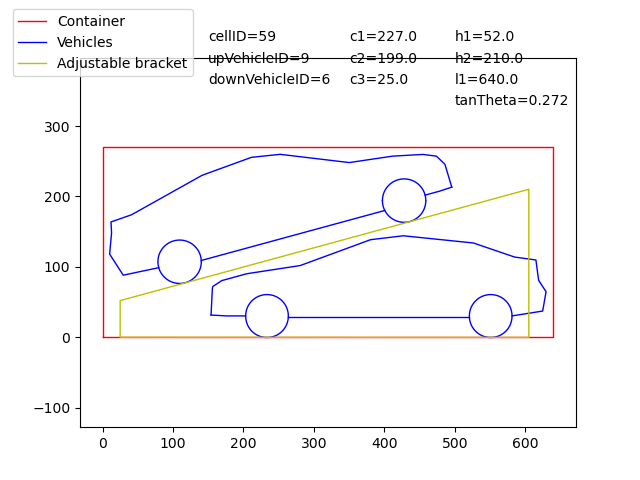 Container
Vehicles
Adjustable bracket
cellID=59 c1=227.0 h1=52.0
upVehicleID=9 c2=199.0 h2=210.0
downVehicleID=6 c3=25.0 l1=640.0
tanTheta=0.272
300
200
100
0
−100
0 100 200 300 400 500 600